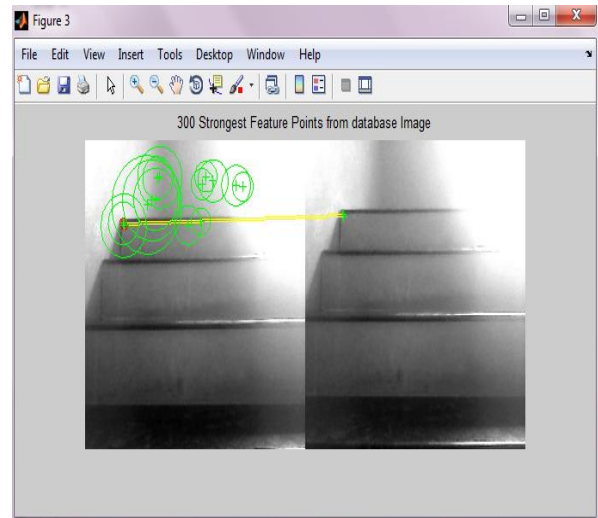 Figure 3
File Edit View Insert Tools Desktop Window Help
300 Strongest Feature Points from database Image